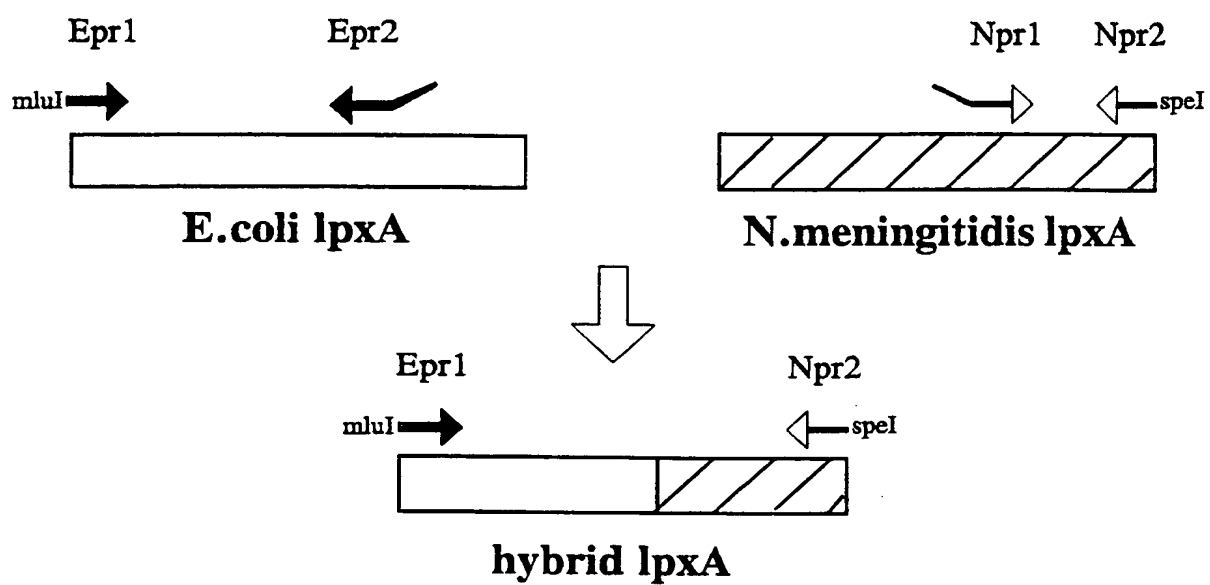 Epr1 Epr2 Npr1 Npr2
mluI speI
E.coli lpxA N.meningitidis lpxA
Epr1 Npr2
mluI speI
hybrid lpxA